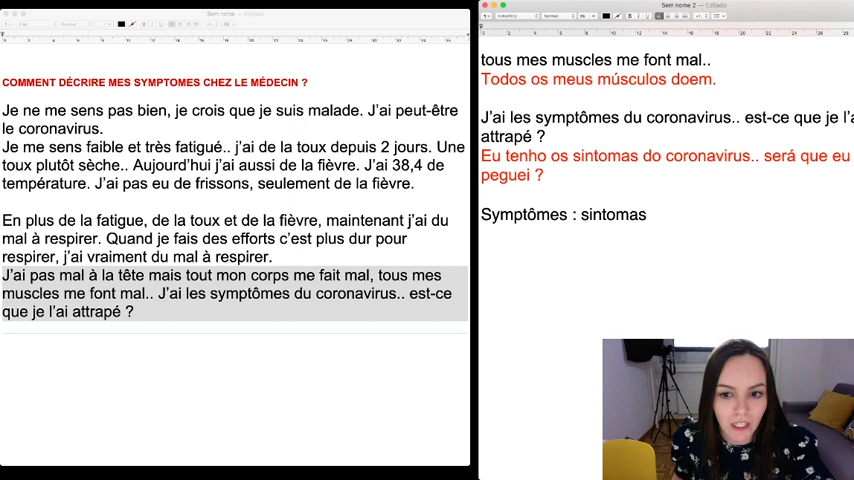 Sem nome — Editado
COMMENT DÉCRIRE MES SYMPTOMES CHEZ LE MÉDECIN ?
Je ne me sens pas bien, je crois que je suis malade. J'ai peut-être
le coronavirus.
Je me sens faible et très fatigué.. j'ai de la toux depuis 2 jours. Une
toux plutôt sèche.. Aujourd'hui j'ai aussi de la fièvre. J'ai 38,4 de
température. J'ai pas eu de frissons, seulement de la fièvre.
En plus de la fatigue, de la toux et de la fièvre, maintenant j'ai du
mal à respirer. Quand je fais des efforts c'est plus dur pour
respirer, j'ai vraiment du mal à respirer.
J'ai pas mal à la tête mais tout mon corps me fait mal, tous mes
muscles me font mal.. J'ai les symptômes du coronavirus.. est-ce
que je l'ai attrapé ?
Sem nome 2 — Editado
tous mes muscles me font mal..
Todos os meus músculos doem.
J'ai les symptômes du coronavirus.. est-ce que je l'a
attrapé ?
Eu tenho os sintomas do coronavirus.. será que eu
peguei ?
Symptômes : sintomas